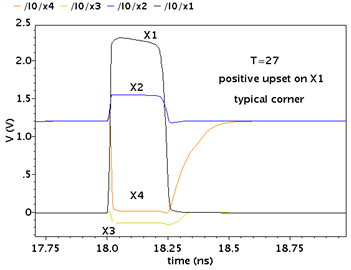 /I0/x4 /I0/x3 /I0/x2 /I0/x1
2.5
X1
T=27
2.0
positive upset on X1
X2
typical corner
1.5
V (V)
1.0
.5
X4
0
X3
17.75 18.0 18.25 18.5 18.75
time (ns)